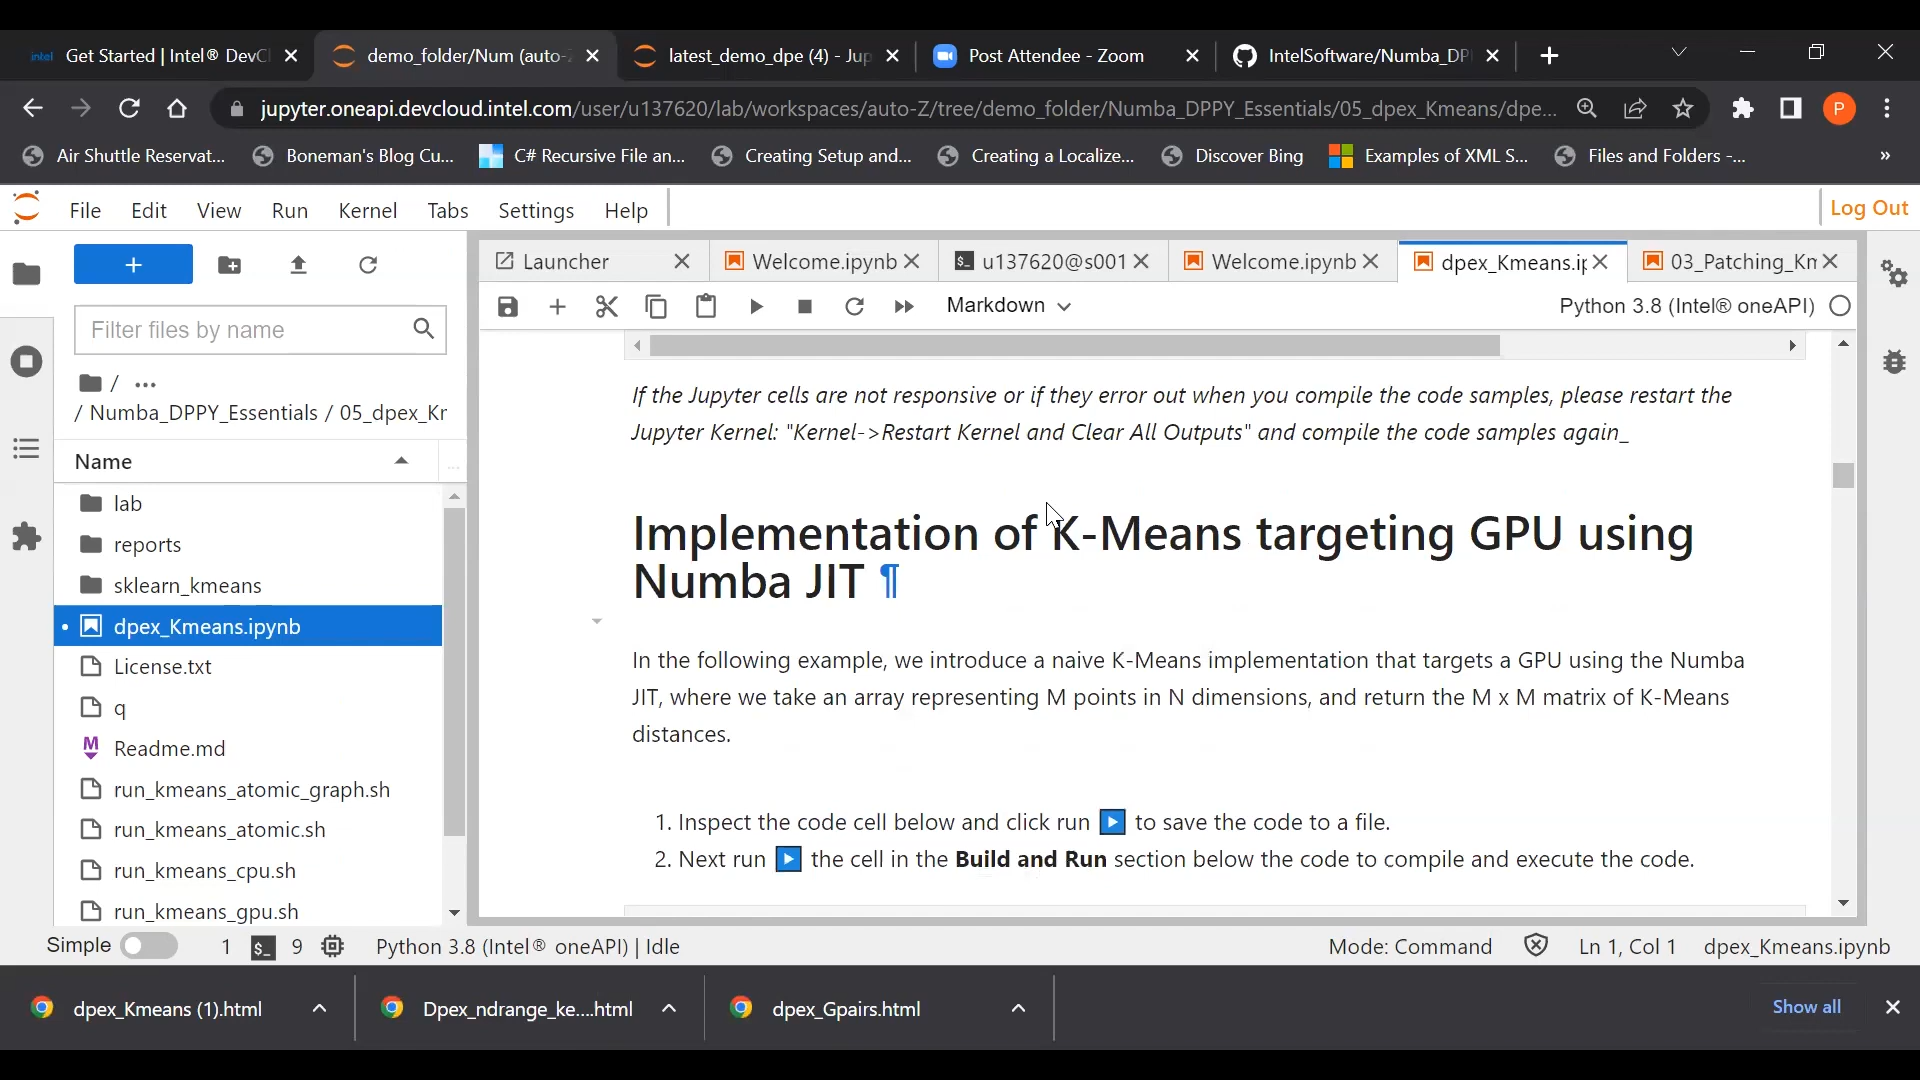 intel Get Started | Intel® DevCl
demo_folder/Num (auto-Z
latest_demo_dpe (4) - Jup
Post Attendee - Zoom
IntelSoftware/Numba_DPI
jupyter.oneapi.devcloud.intel.com/user/u137620/lab/workspaces/auto-Z/tree/demo_folder/Numba_DPPY_Essentials/05_dpex_Kmeans/dpe...
P
Air Shuttle Reservat...
Boneman's Blog Cu...
C# Recursive File an...
Creating Setup and...
Creating a Localize...
Discover Bing
Examples of XML S...
Files and Folders -...
»
File Edit View Run Kernel Tabs Settings Help
Log Out
Launcher
Welcome.ipynb
u137620@s001
Welcome.ipynb
dpex_Kmeans.ip
03_Patching_Km
Markdown
Python 3.8 (Intel® oneAPI)
Filter files by name
/ ...
/ Numba_DPPY_Essentials / 05_dpex_Kr
Name
lab
reports
sklearn_kmeans
dpex_Kmeans.ipynb
License.txt
q
Readme.md
run_kmeans_atomic_graph.sh
run_kmeans_atomic.sh
run_kmeans_cpu.sh
run_kmeans_gpu.sh
If the Jupyter cells are not responsive or if they error out when you compile the code samples, please restart the
Jupyter Kernel: "Kernel->Restart Kernel and Clear All Outputs" and compile the code samples again_
Implementation of K-Means targeting GPU using
Numba JIT ¶
In the following example, we introduce a naive K-Means implementation that targets a GPU using the Numba
JIT, where we take an array representing M points in N dimensions, and return the M x M matrix of K-Means
distances.
1. Inspect the code cell below and click run to save the code to a file.
2. Next run the cell in the Build and Run section below the code to compile and execute the code.
Simple 1 $_ 9 Python 3.8 (Intel® oneAPI) | Idle
Mode: Command Ln 1, Col 1 dpex_Kmeans.ipynb
dpex_Kmeans (1).html
Dpex_ndrange_ke....html
dpex_Gpairs.html
Show all